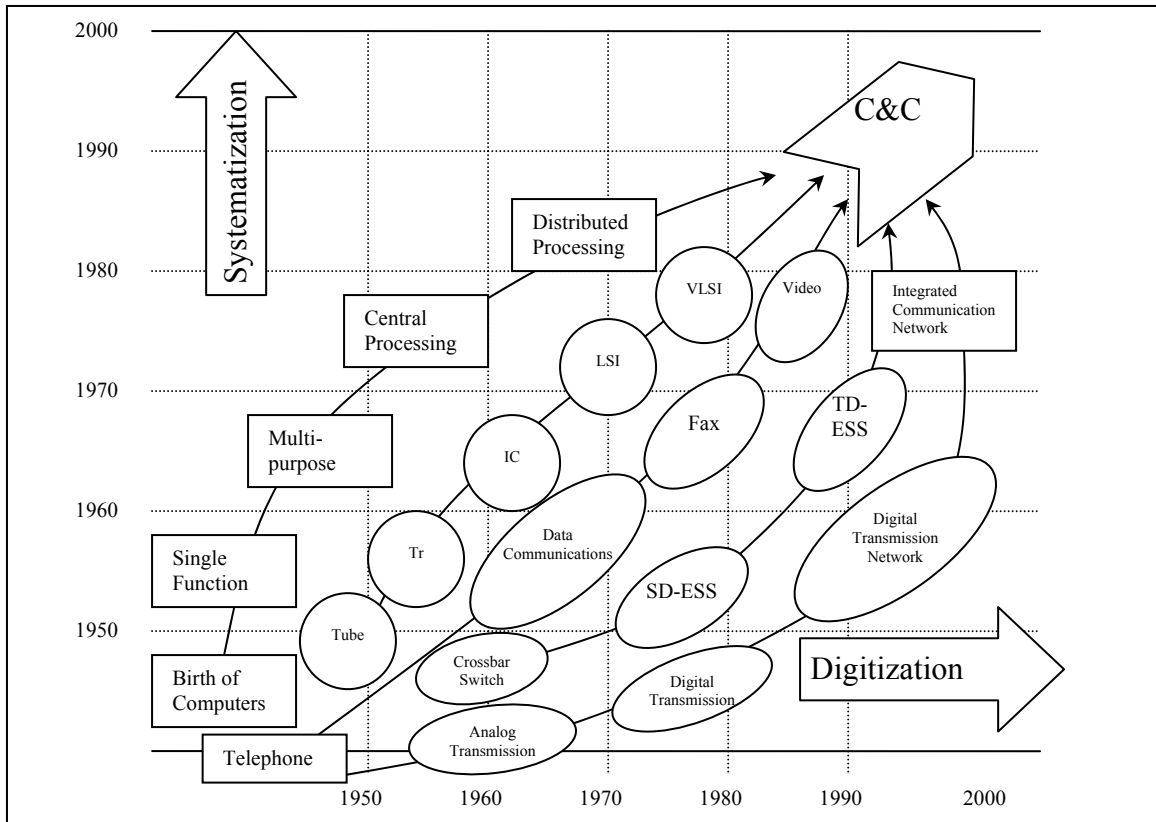 2000
Systematization
C&C
1990
Distributed
Processing
1980
VLSI
Video
Integrated
Communication
Network
Central
Processing
LSI
1970
Multi-
purpose
IC
Fax
TD-
ESS
1960
Single
Function
Tr
Data
Communications
Digital
Transmission
Network
SD-ESS
1950
Tube
Birth of
Computers
Crossbar
Switch
Digital
Transmission
Digitization
Telephone
Analog
Transmission
1950
1960
1970
1980
1990
2000